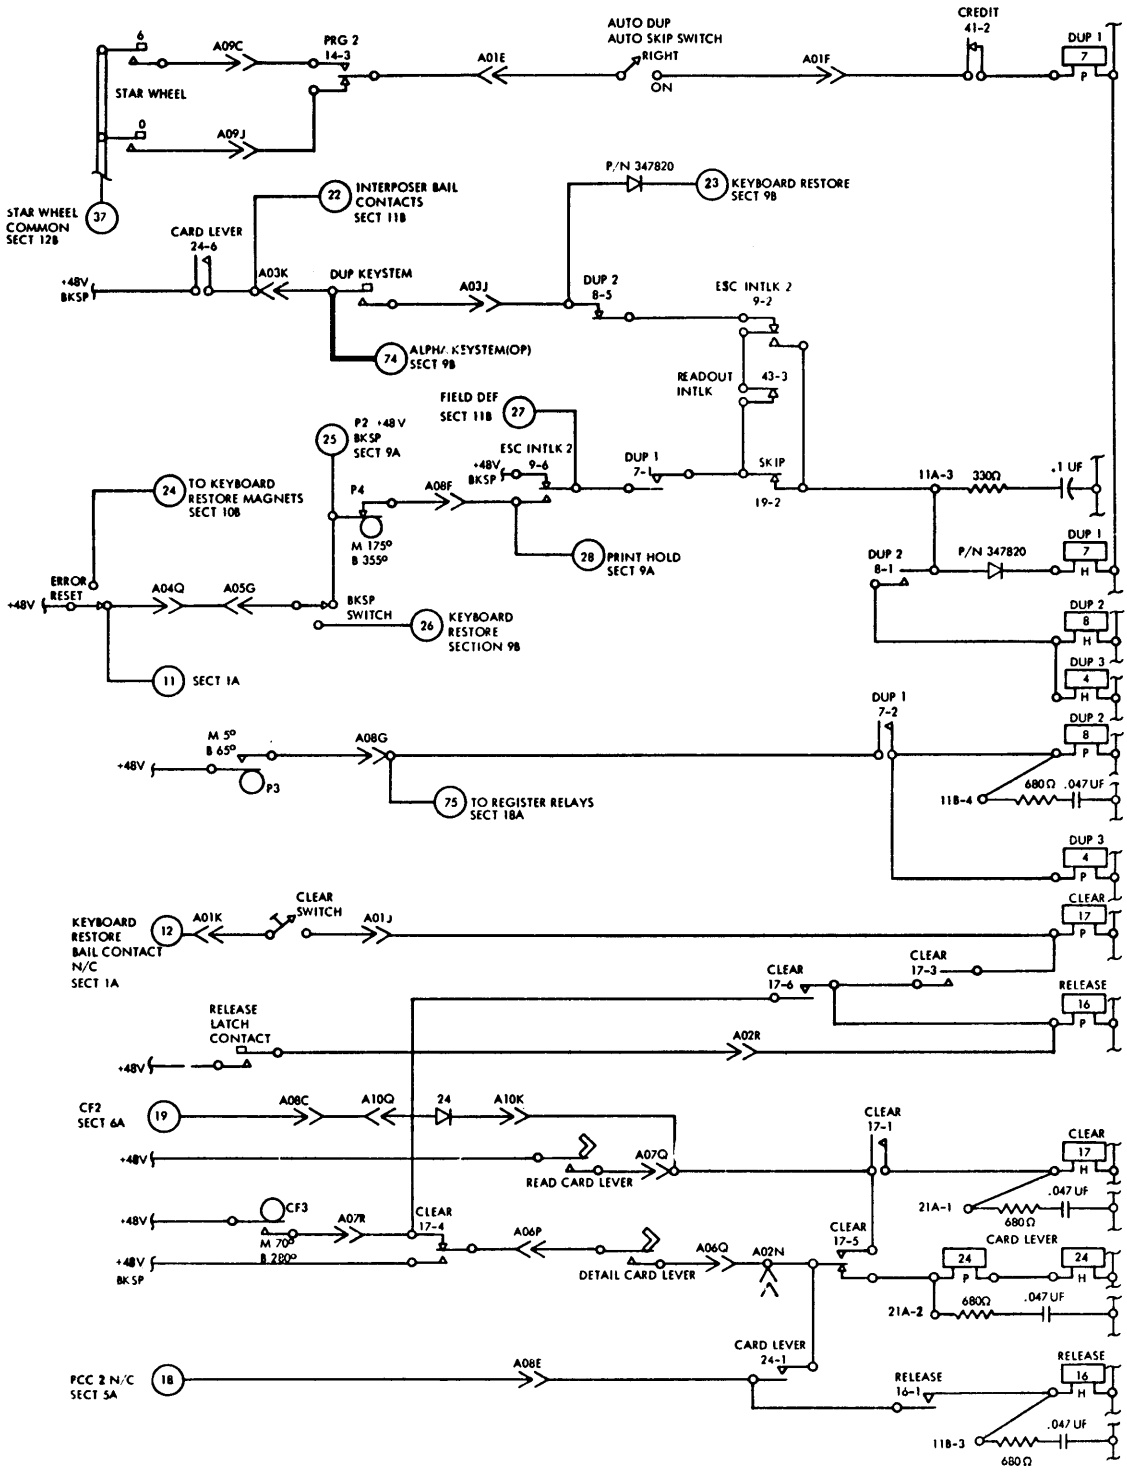 CREDIT
41-2
AUTO DUP
AUTO SKIP SWITCH
RIGHT
ON
DUP 1
7
P
6
A09C
PRG 2
14-3
A01E
A01F
STAR WHEEL
0
A09J
37
STAR WHEEL
COMMON
SECT 12B
P/N 347820
23
KEYBOARD RESTORE
SECT 9B
22
INTERPOSER BAIL
CONTACTS
SECT 11B
CARD LEVER
24-6
+48V
BKSP
A03K
DUP KEYSTEM
A03J
DUP 2
8-5
ESC INTLK 2
9-2
74
ALPHA KEYSTEM(OP)
SECT 9B
READOUT
INTLK
43-3
FIELD DEF
SECT 11B
27
25
P2 +48V
BKSP
SECT 9A
ESC INTLK 2
+48V
BKSP
9-6
DUP 1
7-1
SKIP
19-2
11A-3
330Ω
.1 UF
24
TO KEYBOARD
RESTORE MAGNETS
SECT 10B
P4
A08F
M 175°
B 355°
28
PRINT HOLD
SECT 9A
DUP 2
8-1
P/N 347820
DUP 1
7
H
ERROR
RESET
+48V
A04Q
A05G
BKSP
SWITCH
26
KEYBOARD
RESTORE
SECTION 9B
DUP 2
8
H
11
SECT 1A
DUP 3
4
H
DUP 1
7-2
M 5°
B 65°
+48V
P3
A08G
DUP 2
8
P
75
TO REGISTER RELAYS
SECT 18A
11B-4
680Ω
.047UF
DUP 3
4
P
KEYBOARD
RESTORE
BAIL CONTACT
N/C
SECT 1A
12
A01K
CLEAR
SWITCH
A01J
CLEAR
17
P
CLEAR
17-6
CLEAR
17-3
RELEASE
LATCH
CONTACT
+48V
A02R
RELEASE
16
P
CF2
SECT 6A
19
A08C
A10Q
24
A10K
CLEAR
17-1
+48V
READ CARD LEVER
A07Q
CLEAR
17
H
21A-1
680Ω
.047 UF
+48V
CF3
M 70°
B 280°
A07R
CLEAR
17-4
+48V
BKSP
A06P
DETAIL CARD LEVER
A06Q
A02N
CLEAR
17-5
CARD LEVER
24
P
24
H
21A-2
680Ω
.047UF
CARD LEVER
24-1
PCC 2 N/C
SECT 5A
18
A08E
RELEASE
16-1
RELEASE
16
H
11B-3
680Ω
.047 UF